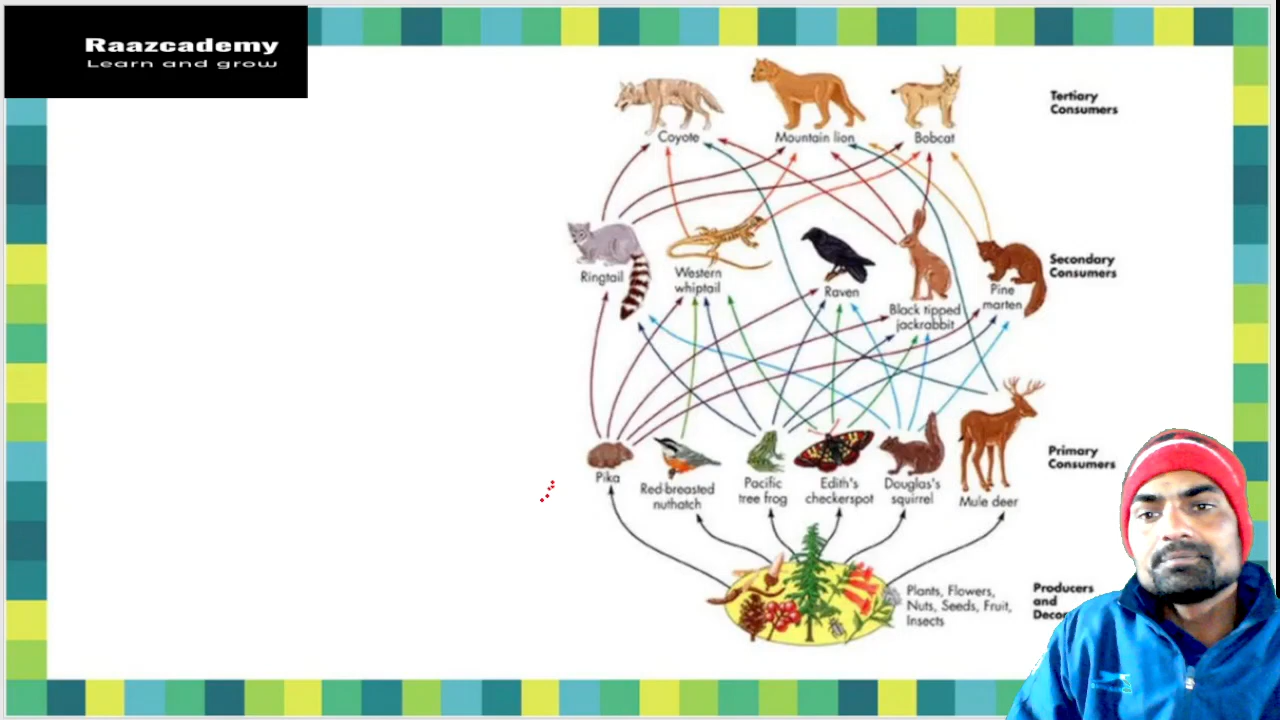 Raazcademy
Learn and grow
Tertiary
Consumers
Coyote
Mountain lion
Bobcat
Secondary
Consumers
Ringtail
Western
whiptail
Raven
Black tipped
jackrabbit
Pine
marten
Primary
Consumers
Pika
Red-breasted
nuthatch
Pacific
tree frog
Edith's
checkerspot
Douglas's
squirrel
Mule deer
Plants, Flowers,
Nuts, Seeds, Fruit,
Insects
Producers
and